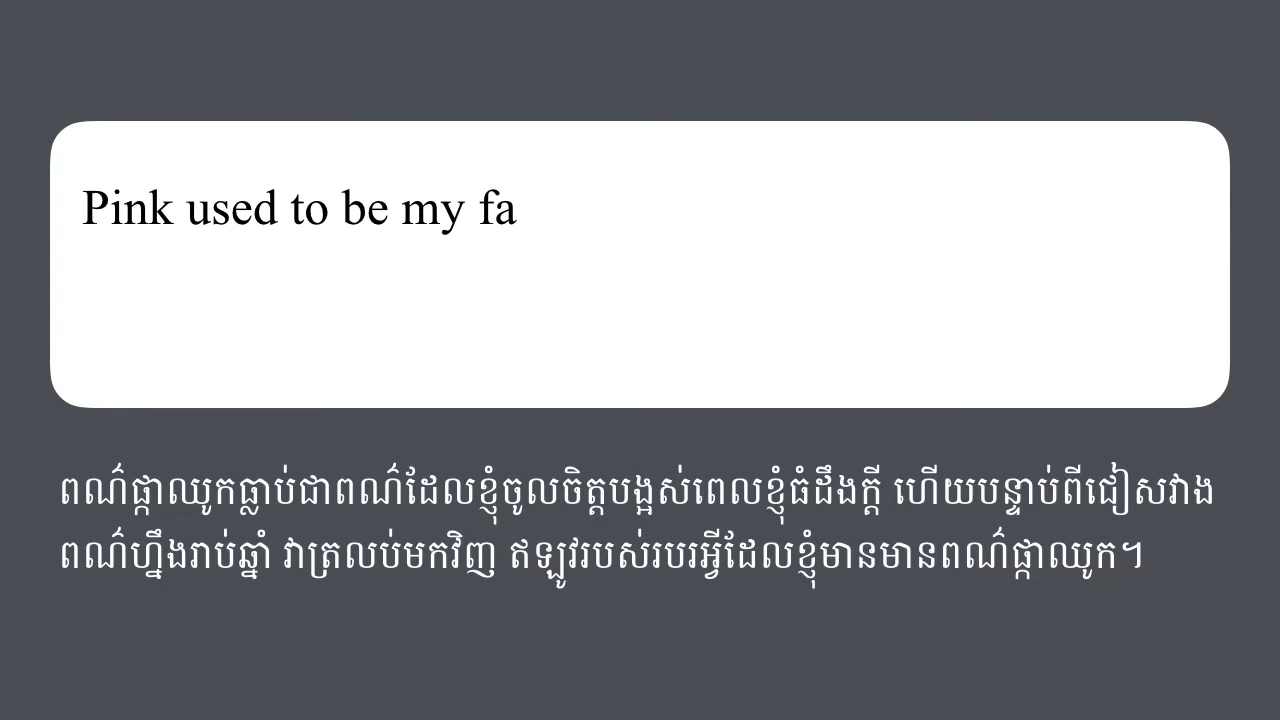 Pink used to be my fa
ពណ៌ផ្កាឈូកធ្លាប់ជាពណ៌ដែលខ្ញុំចូលចិត្តបង្អស់ពេលខ្ញុំធំដឹងក្តី ហើយបន្ទាប់ពីជៀសវាង
ពណ៌ហ្នឹងរាប់ឆ្នាំ វាត្រលប់មកវិញ ឥឡូវរបស់របរអ្វីដែលខ្ញុំមានមានពណ៌ផ្កាឈូក។